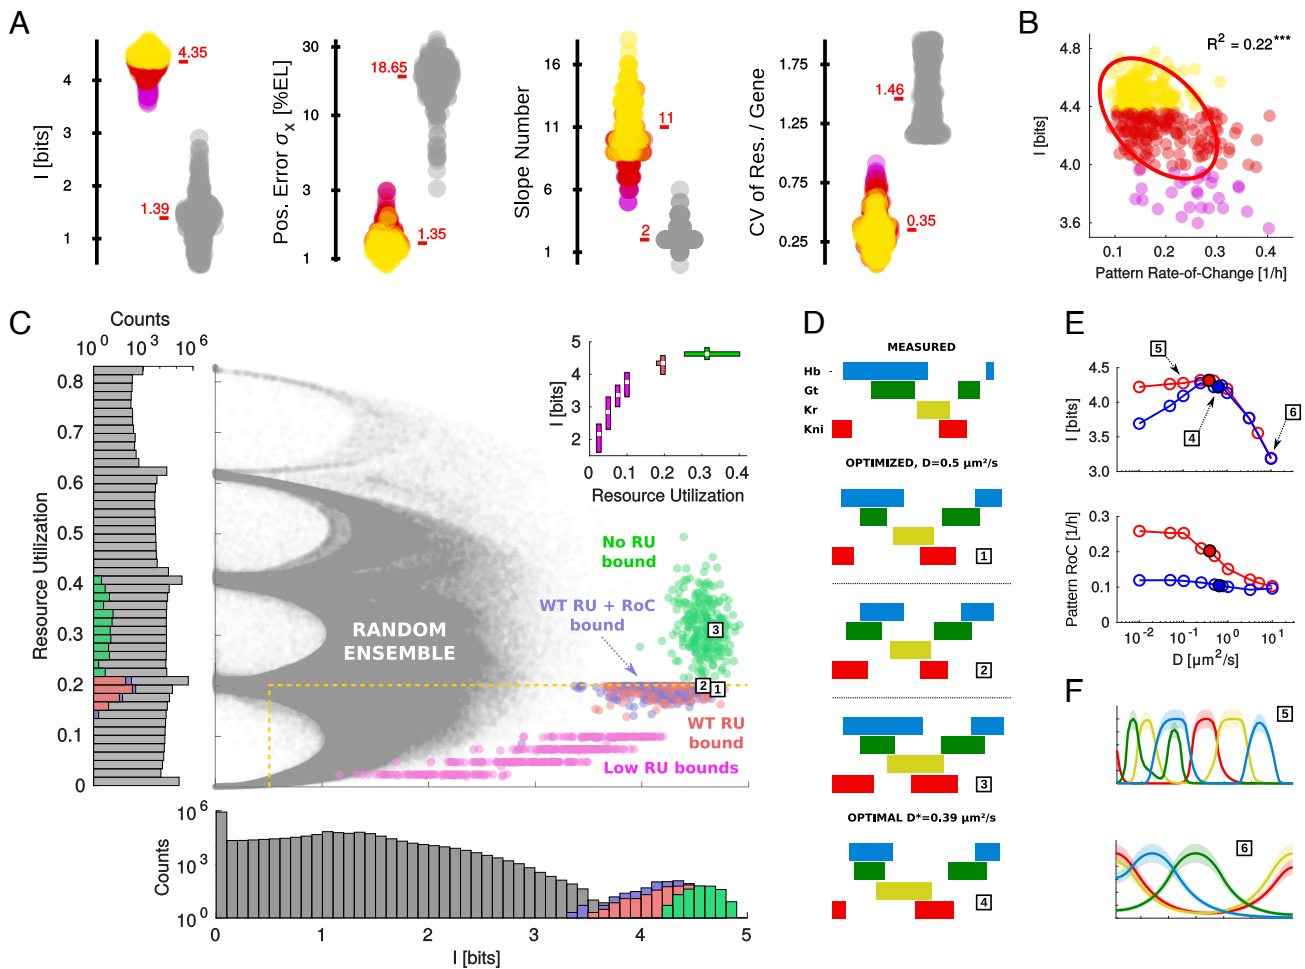 A
I [bits]
4
3
2
1
4.35
1.39
Pos. Error σx [%EL]
30
10
3
1
18.65
1.35
Slope Number
16
11
6
1
11
2
CV of Res. / Gene
1.75
1.25
0.75
0.25
1.46
0.35
B
R² = 0.22***
I [bits]
4.8
4.4
4.0
3.6
0.1 0.2 0.3 0.4
Pattern Rate-of-Change [1/h]
C
Counts
10⁰ 10³ 10⁶
Resource Utilization
0.8
0.7
0.6
0.5
0.4
0.3
0.2
0.1
0
RANDOM
ENSEMBLE
No RU
bound
WT RU + RoC
bound
3
2
1
WT RU
bound
Low RU bounds
I [bits]
5
4
3
2
0 0.1 0.2 0.3 0.4
Resource Utilization
Counts
10⁶
10³
10⁰
0 1 2 3 4 5
I [bits]
D
MEASURED
Hb
Gt
Kr
Kni
OPTIMIZED, D=0.5 μm²/s
1
2
3
OPTIMAL D*=0.39 μm²/s
4
E
5
4
6
I [bits]
4.5
4.0
3.5
3.0
Pattern RoC [1/h]
0.3
0.2
0.1
0
10⁻² 10⁻¹ 10⁰ 10¹
D [μm²/s]
F
5
6